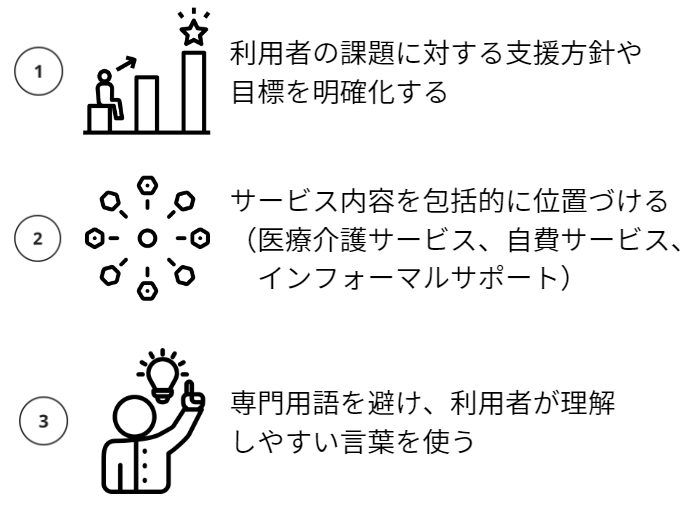 1
利用者の課題に対する支援方針や
目標を明確化する
2
サービス内容を包括的に位置づける
（医療介護サービス、自費サービス、
インフォーマルサポート）
3
専門用語を避け、利用者が理解
しやすい言葉を使う